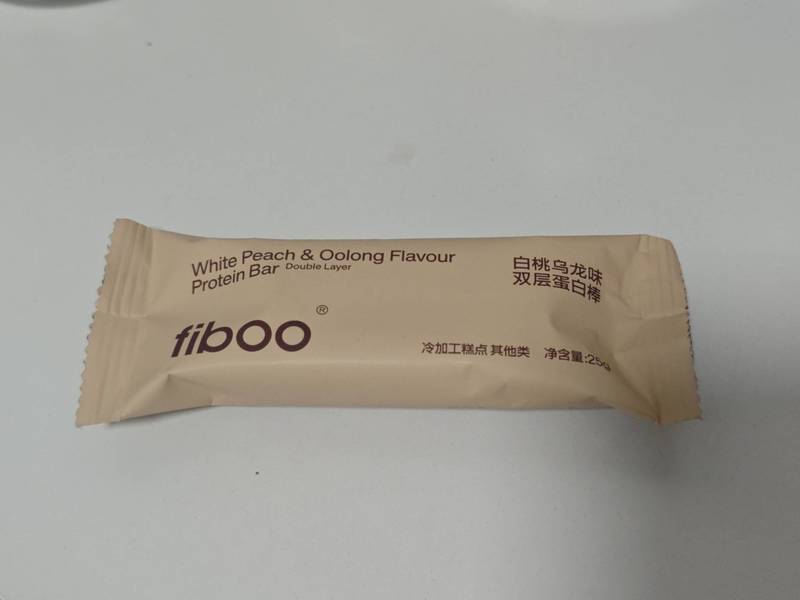 White Peach & Oolong Flavour
Protein Bar Double Layer
fiboo®
白桃乌龙味
双层蛋白棒
冷加工糕点 其他类 净含量:25g